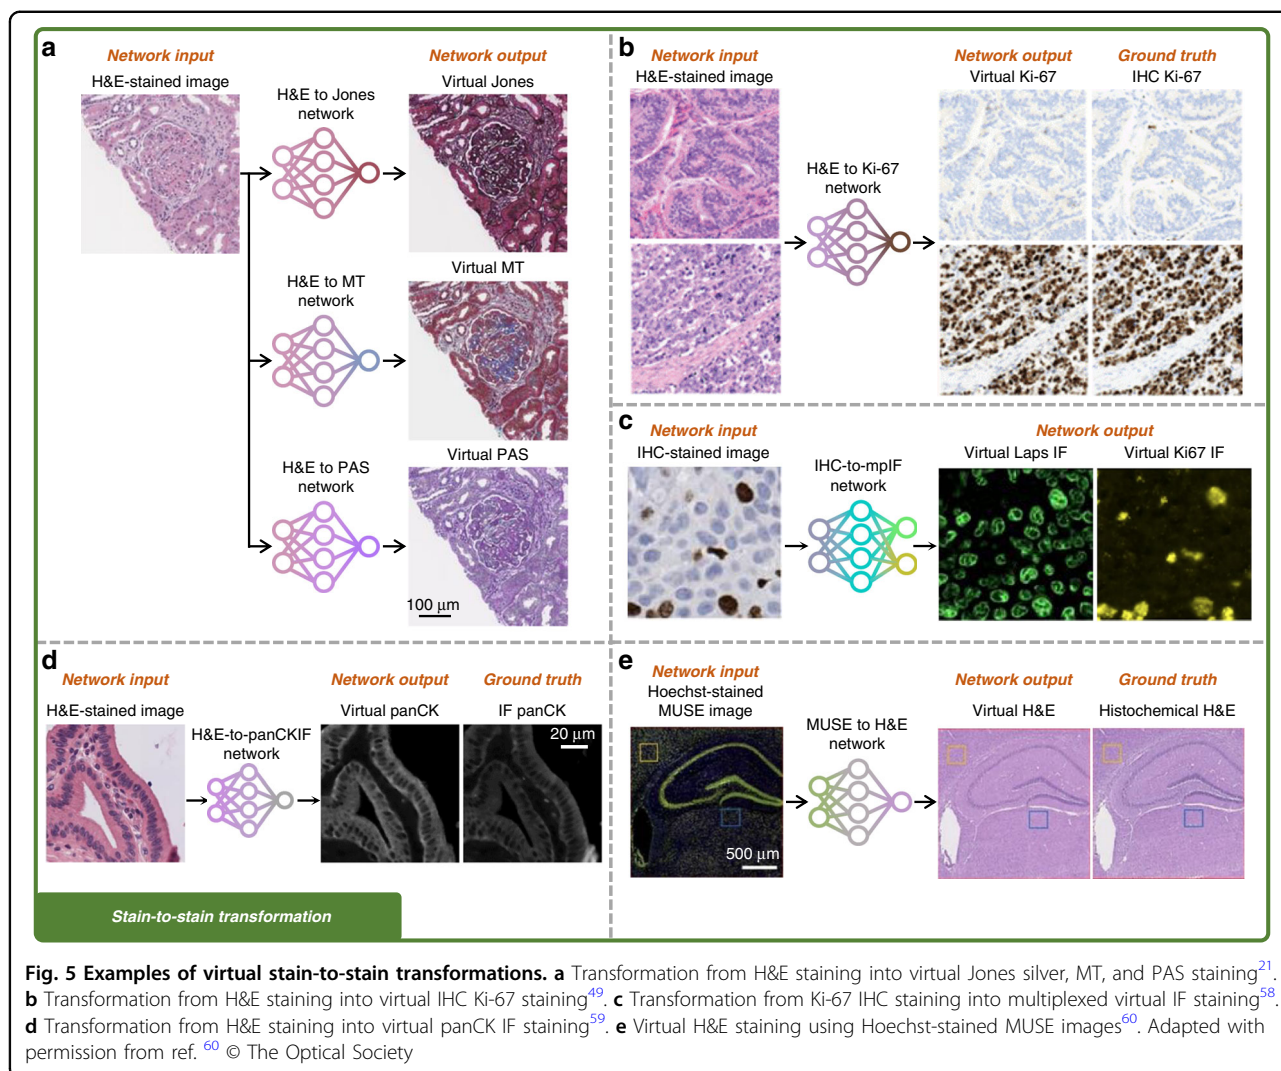 a
Network input
H&E-stained image
H&E to Jones
network
Network output
Virtual Jones
H&E to MT
network
Virtual MT
H&E to PAS
network
Virtual PAS
100 µm
b
Network input
H&E-stained image
H&E to Ki-67
network
Network output
Virtual Ki-67
Ground truth
IHC Ki-67
c
Network input
IHC-stained image
IHC-to-mpIF
network
Network output
Virtual Laps IF
Virtual Ki67 IF
d
Network input
H&E-stained image
H&E-to-panCKIF
network
Network output
Virtual panCK
Ground truth
IF panCK
20 µm
e
Network input
Hoechst-stained
MUSE image
500 µm
MUSE to H&E
network
Network output
Virtual H&E
Ground truth
Histochemical H&E
Stain-to-stain transformation
Fig. 5 Examples of virtual stain-to-stain transformations. a Transformation from H&E staining into virtual Jones silver, MT, and PAS staining21.
b Transformation from H&E staining into virtual IHC Ki-67 staining49. c Transformation from Ki-67 IHC staining into multiplexed virtual IF staining58.
d Transformation from H&E staining into virtual panCK IF staining59. e Virtual H&E staining using Hoechst-stained MUSE images60. Adapted with
permission from ref. 60 © The Optical Society